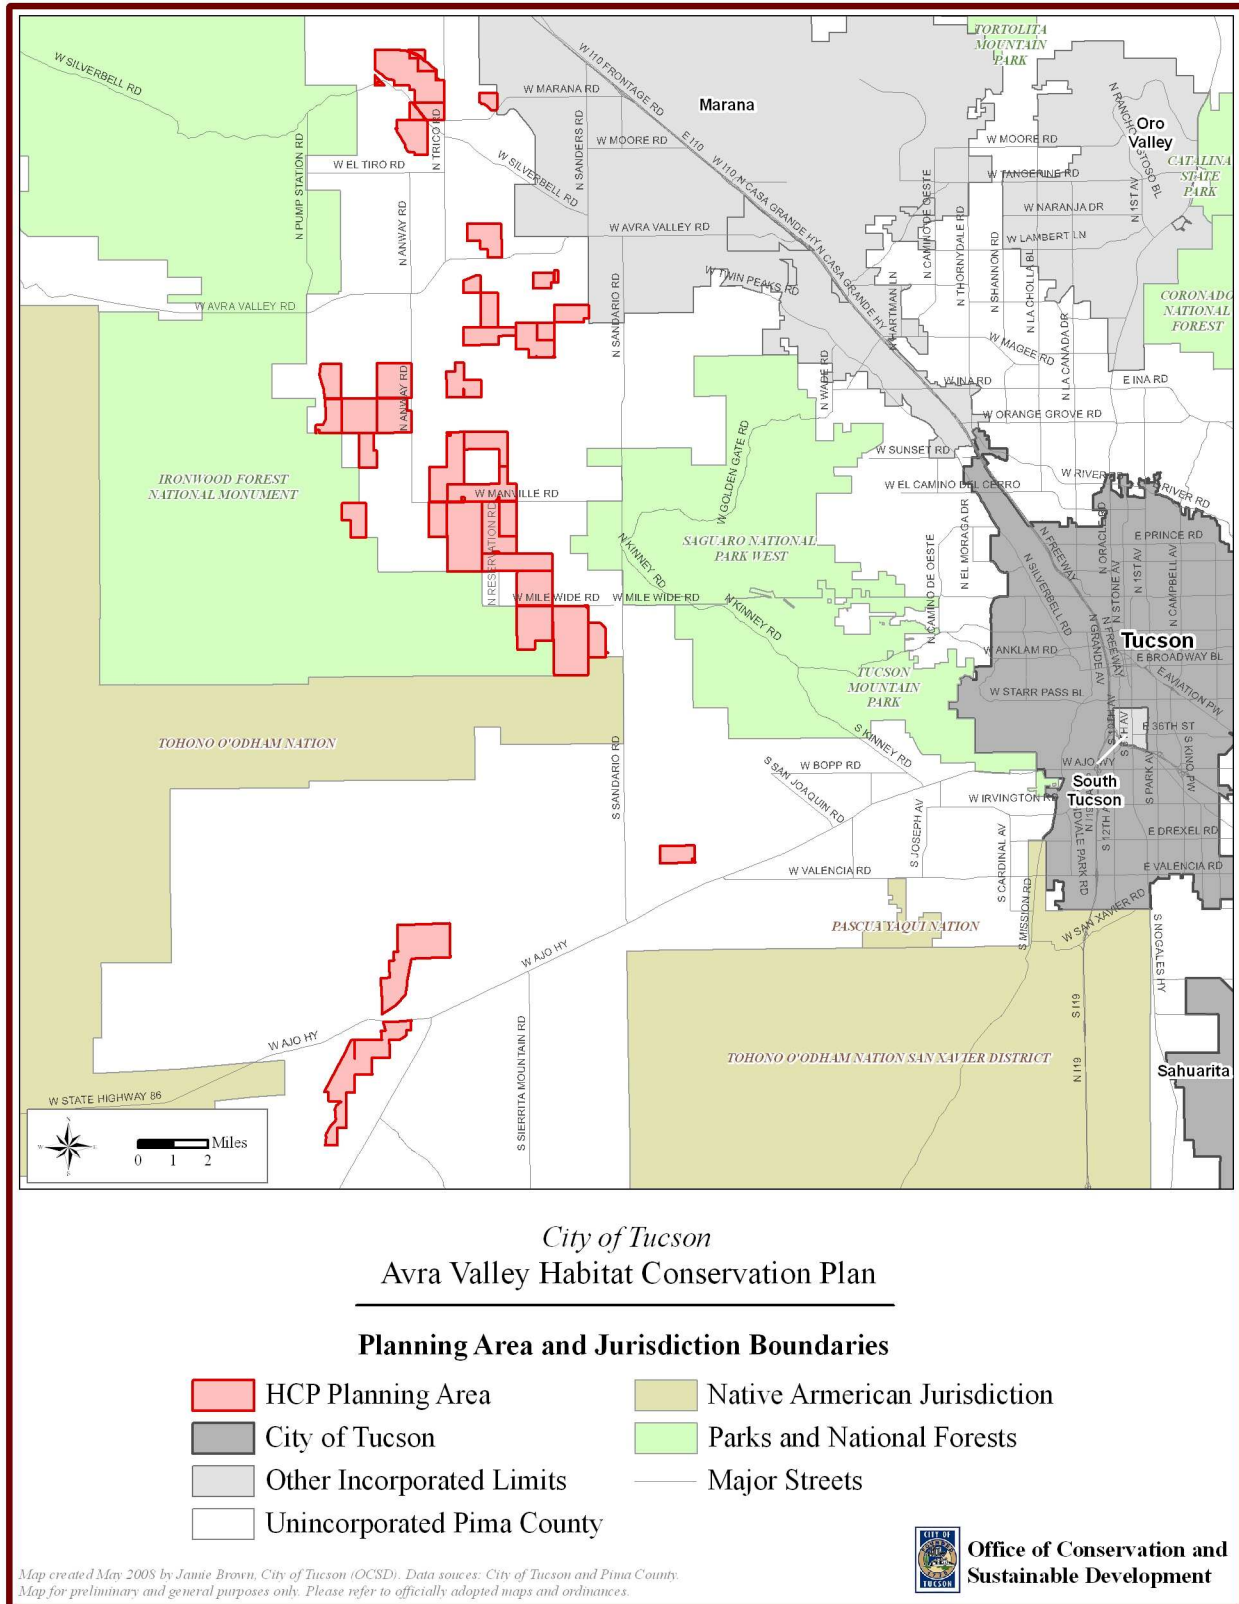 TORTOLITA
MOUNTAIN
PARK
W SILVERBELL RD
W I10 FRONTAGE RD
W MARANA RD
Marana
N RANCHO
STOSO BL
Oro
Valley
N TRICO RD
N SANDERS RD
W MOORE RD
E I10
W MOORE RD
N PUMP STATION RD
W EL TIRO RD
W SILVERBELL RD
W I10
N CASA GRANDE HY
N CAMINO DE OESTE
W TANGERINE RD
CATALINA
STATE
PARK
N 1ST AV
N ANWAY RD
W AVRA VALLEY RD
N THORNYDALE RD
N SHANNON RD
W NARANJA DR
W LAMBERT LN
N LA CHOLLA BL
N CASA GRANDE HY
W TWIN PEAKS RD
W AVRA VALLEY RD
N SANDARIO RD
N HARTMAN LN
N LA CANADA DR
CORONADO
NATIONAL
FOREST
W MAGEE RD
N ANWAY RD
N WADE RD
W INA RD
E INA RD
W ORANGE GROVE RD
W GOLDEN GATE RD
W SUNSET RD
IRONWOOD FOREST
NATIONAL MONUMENT
W MANVILLE RD
W EL CAMINO DEL CERRO
W RIVER RD
E RIVER RD
N RESERVATION RD
N KINNEY RD
SAGUARO NATIONAL
PARK WEST
N EL MORAGA DR
N CAMINO DE OESTE
N FREEWAY
N SILVERBELL RD
N ORACLE RD
N STONE AV
N 1ST AV
E PRINCE RD
N CAMPBELL AV
W MILE WIDE RD
W MILE WIDE RD
N KINNEY RD
W ANKLAM RD
N GRANDE AV
N FREEWAY
Tucson
E BROADWAY BL
E AVIATION PW
TUCSON
MOUNTAIN
PARK
W STARR PASS BL
TOHONO O'ODHAM NATION
S 10TH AV
S 6TH AV
E 36TH ST
S KINO PW
S SANDARIO RD
S KINNEY RD
W BOPP RD
S SAN JOAQUIN RD
W AJO WY
South
Tucson
S PARK AV
W IRVINGTON RD
S JOSEPH AV
S CARDINAL AV
S 12TH AV
E DREXEL RD
W VALENCIA RD
E VALENCIA RD
S MISSION RD
PASCUA YAQUI NATION
W SAN XAVIER RD
S NOGALES HY
W AJO HY
W AJO HY
S SIERRITA MOUNTAIN RD
S I19
N I19
TOHONO O'ODHAM NATION SAN XAVIER DISTRICT
Sahuarita
W STATE HIGHWAY 86
Miles
0 1 2
City of Tucson
Avra Valley Habitat Conservation Plan
Planning Area and Jurisdiction Boundaries
HCP Planning Area
Native Armerican Jurisdiction
City of Tucson
Parks and National Forests
Other Incorporated Limits
Major Streets
Unincorporated Pima County
CITY OF
TUCSON
Office of Conservation and
Sustainable Development
Map created May 2008 by Jamie Brown, City of Tucson (OCSD). Data souces: City of Tucson and Pima County.
Map for preliminary and general purposes only. Please refer to officially adopted maps and ordinances.